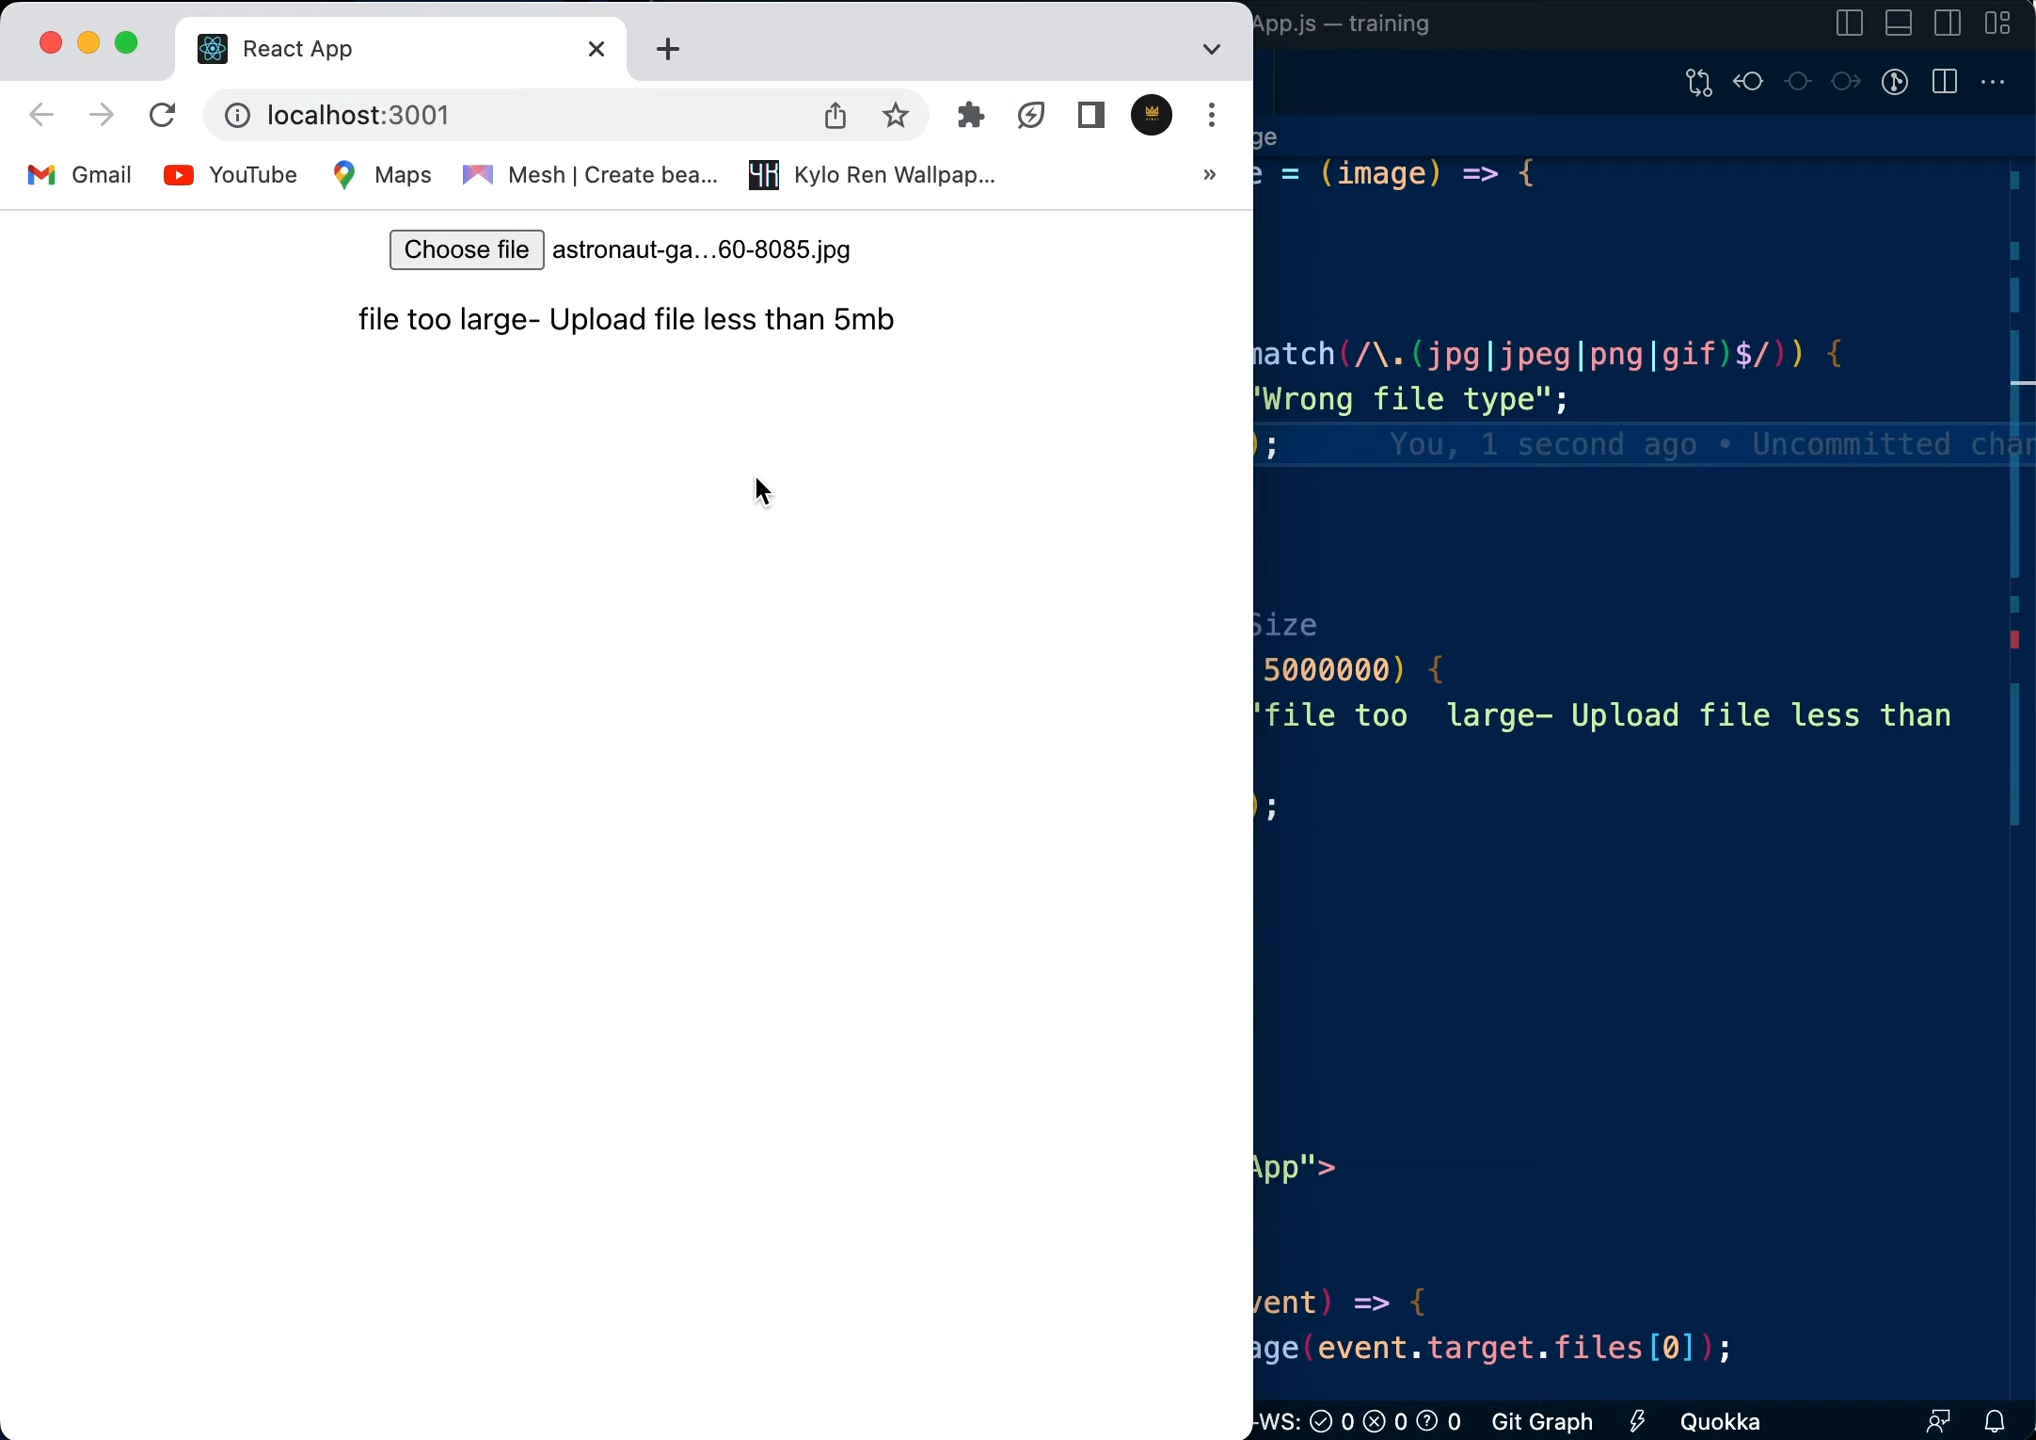 React App
localhost:3001
Gmail YouTube Maps Mesh | Create bea... Kylo Ren Wallpap... »
Choose file astronaut-ga...60-8085.jpg
file too large- Upload file less than 5mb
App.js — training
ge
e = (image) => {
match(/\.(jpg|jpeg|png|gif)$/)) {
"Wrong file type";
); You, 1 second ago • Uncommitted chan
Size
5000000) {
"file too  large- Upload file less than
);
App">
vent) => {
age(event.target.files[0]);
-WS: 0 0 0 Git Graph Quokka